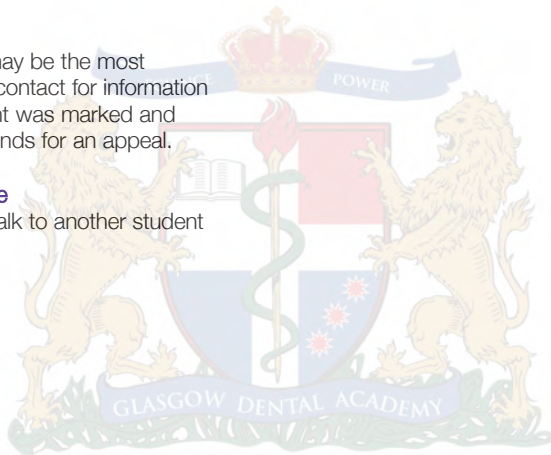 may be the most
contact for information
nt was marked and
nds for an appeal.
e
alk to another student
POWER
GLASGOW DENTAL ACADEMY